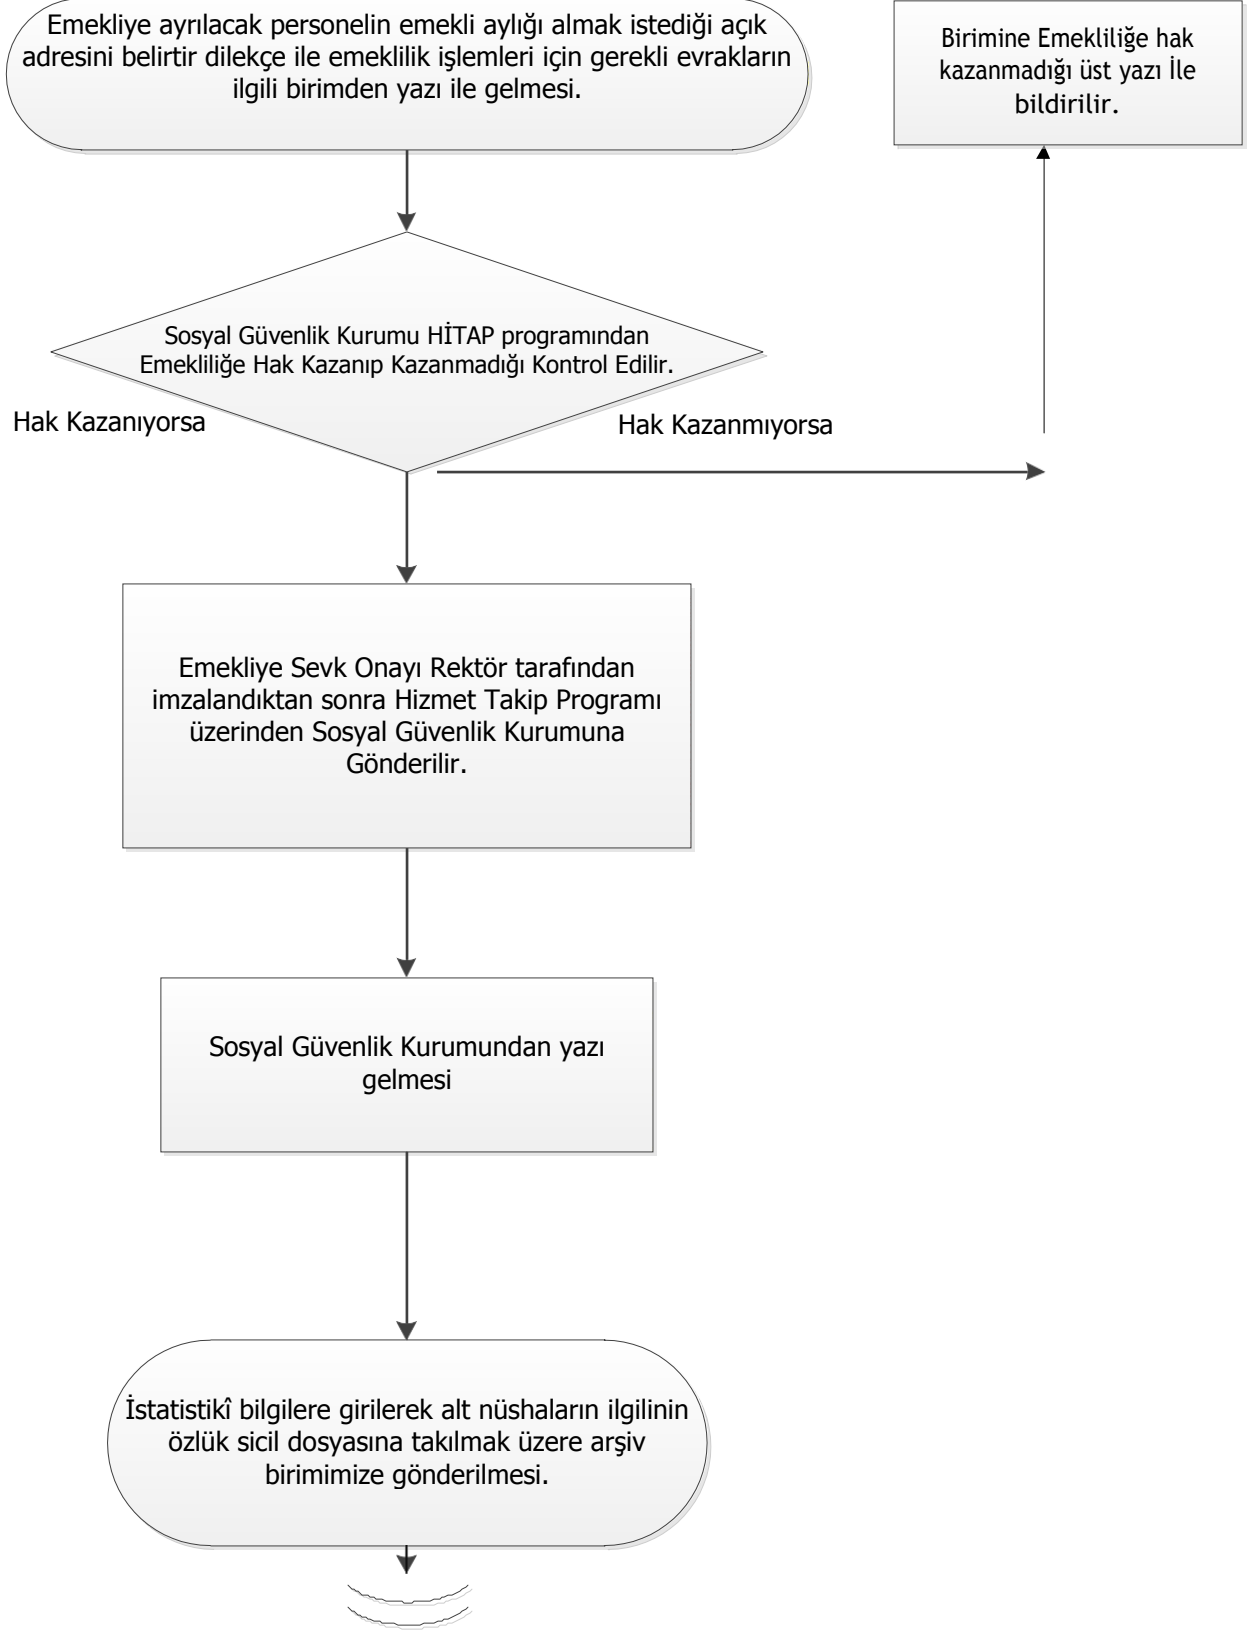 Emekliye ayrılacak personelin emekli aylığı almak istediği açık
adresini belirtir dilekçe ile emeklilik işlemleri için gerekli evrakların
ilgili birimden yazı ile gelmesi.
Birimine Emekliliğe hak
kazanmadığı üst yazı İle
bildirilir.
Sosyal Güvenlik Kurumu HİTAP programından
Emekliliğe Hak Kazanıp Kazanmadığı Kontrol Edilir.
Hak Kazanıyorsa
Hak Kazanmıyorsa
Emekliye Sevk Onayı Rektör tarafından
imzalandıktan sonra Hizmet Takip Programı
üzerinden Sosyal Güvenlik Kurumuna
Gönderilir.
Sosyal Güvenlik Kurumundan yazı
gelmesi
İstatistikî bilgilere girilerek alt nüshaların ilgilinin
özlük sicil dosyasına takılmak üzere arşiv
birimimize gönderilmesi.